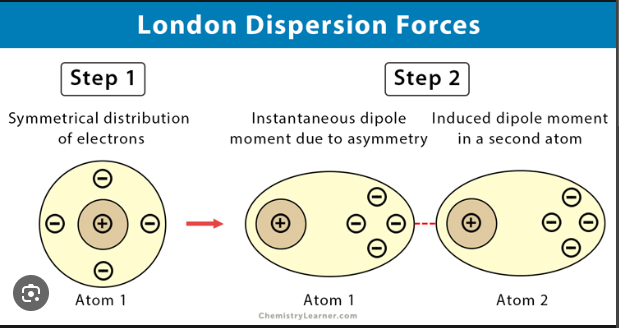 London Dispersion Forces
Step 1
Step 2
Symmetrical distribution
of electrons
Instantaneous dipole
moment due to asymmetry
Induced dipole moment
in a second atom
Atom 1
Atom 1
Atom 2
ChemistryLearner.com